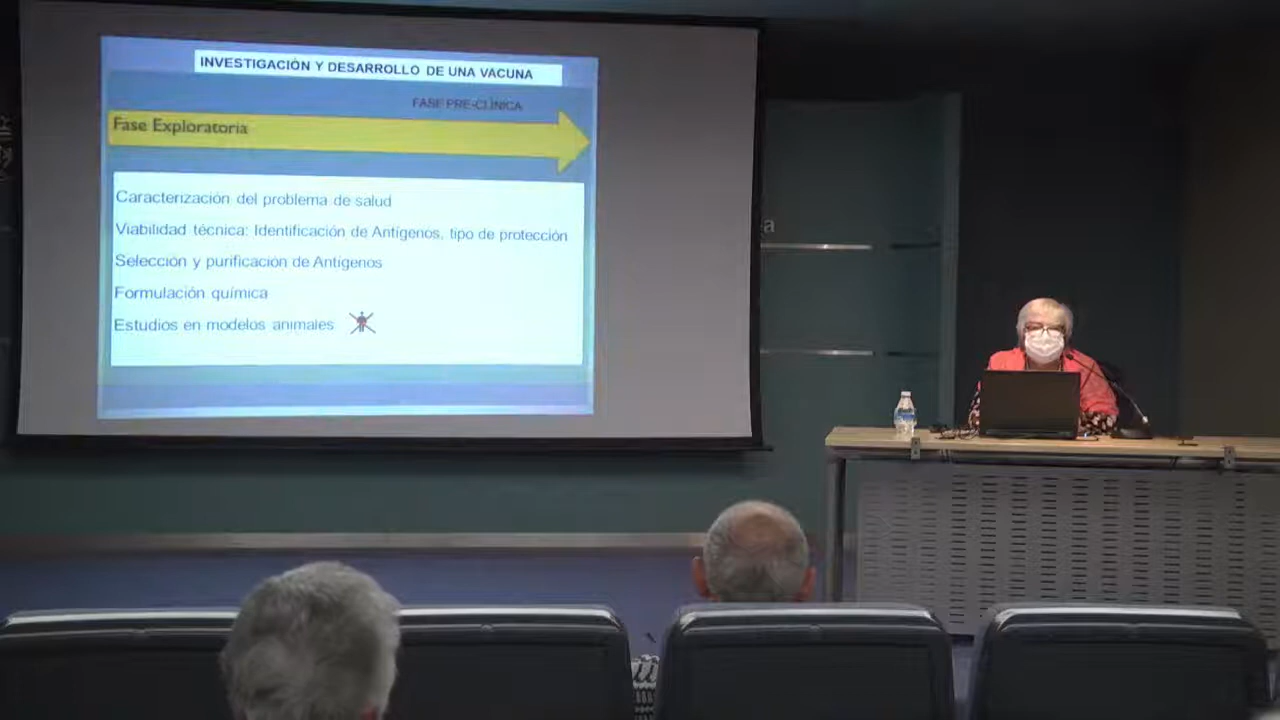 INVESTIGACIÓN Y DESARROLLO DE UNA VACUNA
FASE PRE-CLÍNICA
Fase Exploratoria
Caracterización del problema de salud
Viabilidad técnica: Identificación de Antígenos, tipo de protección
Selección y purificación de Antígenos
Formulación química
Estudios en modelos animales
a